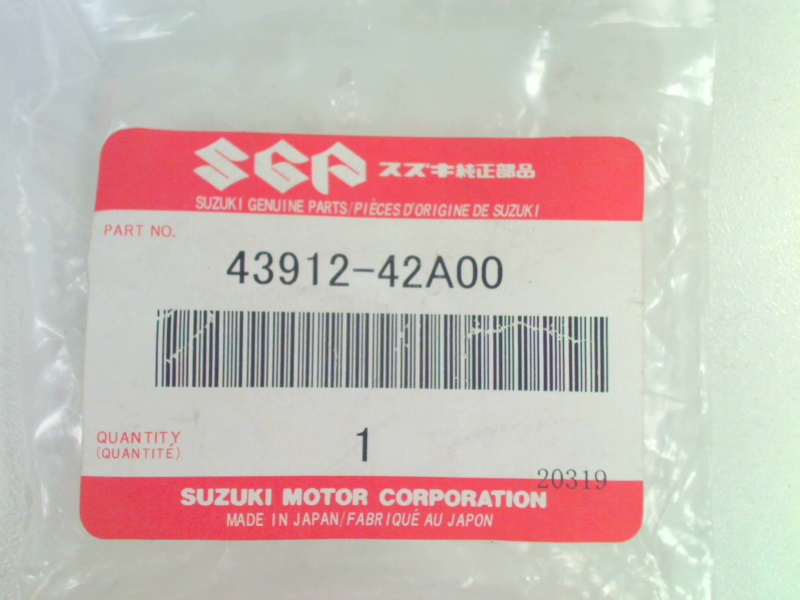 SGP スズキ純正部品
SUZUKI GENUINE PARTS/PIÈCES D'ORIGINE DE SUZUKI
PART NO.
43912-42A00
QUANTITY 1
(QUANTITÉ)
20319
SUZUKI MOTOR CORPORATION
MADE IN JAPAN/FABRIQUÉ AU JAPON